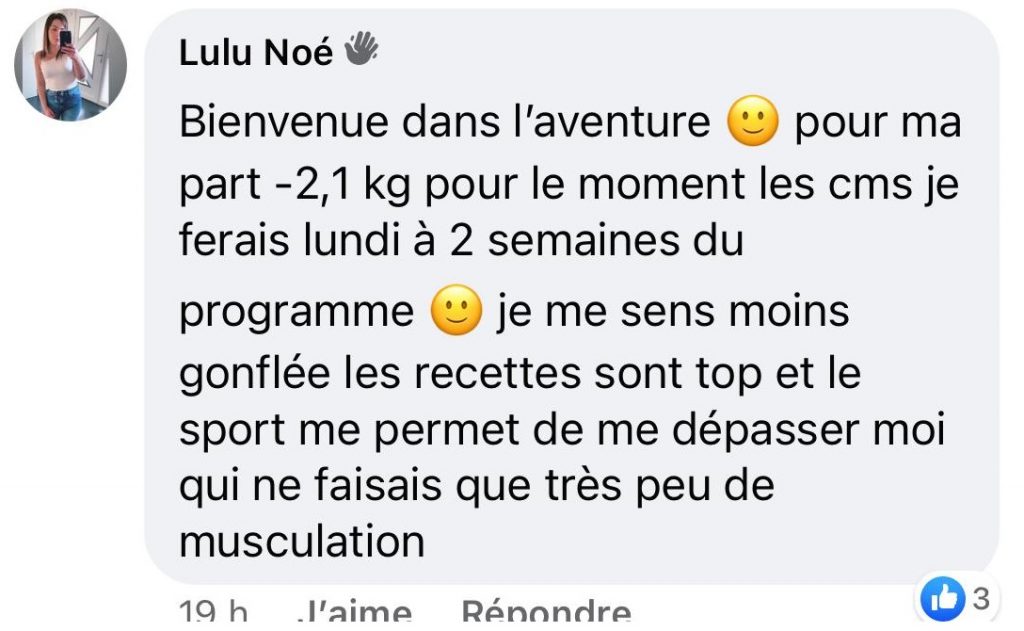 Lulu Noé 👋
Bienvenue dans l’aventure 🙂 pour ma
part -2,1 kg pour le moment les cms je
ferais lundi à 2 semaines du
programme 🙂 je me sens moins
gonflée les recettes sont top et le
sport me permet de me dépasser moi
qui ne faisais que très peu de
musculation
19 h J’aime Répondre 3